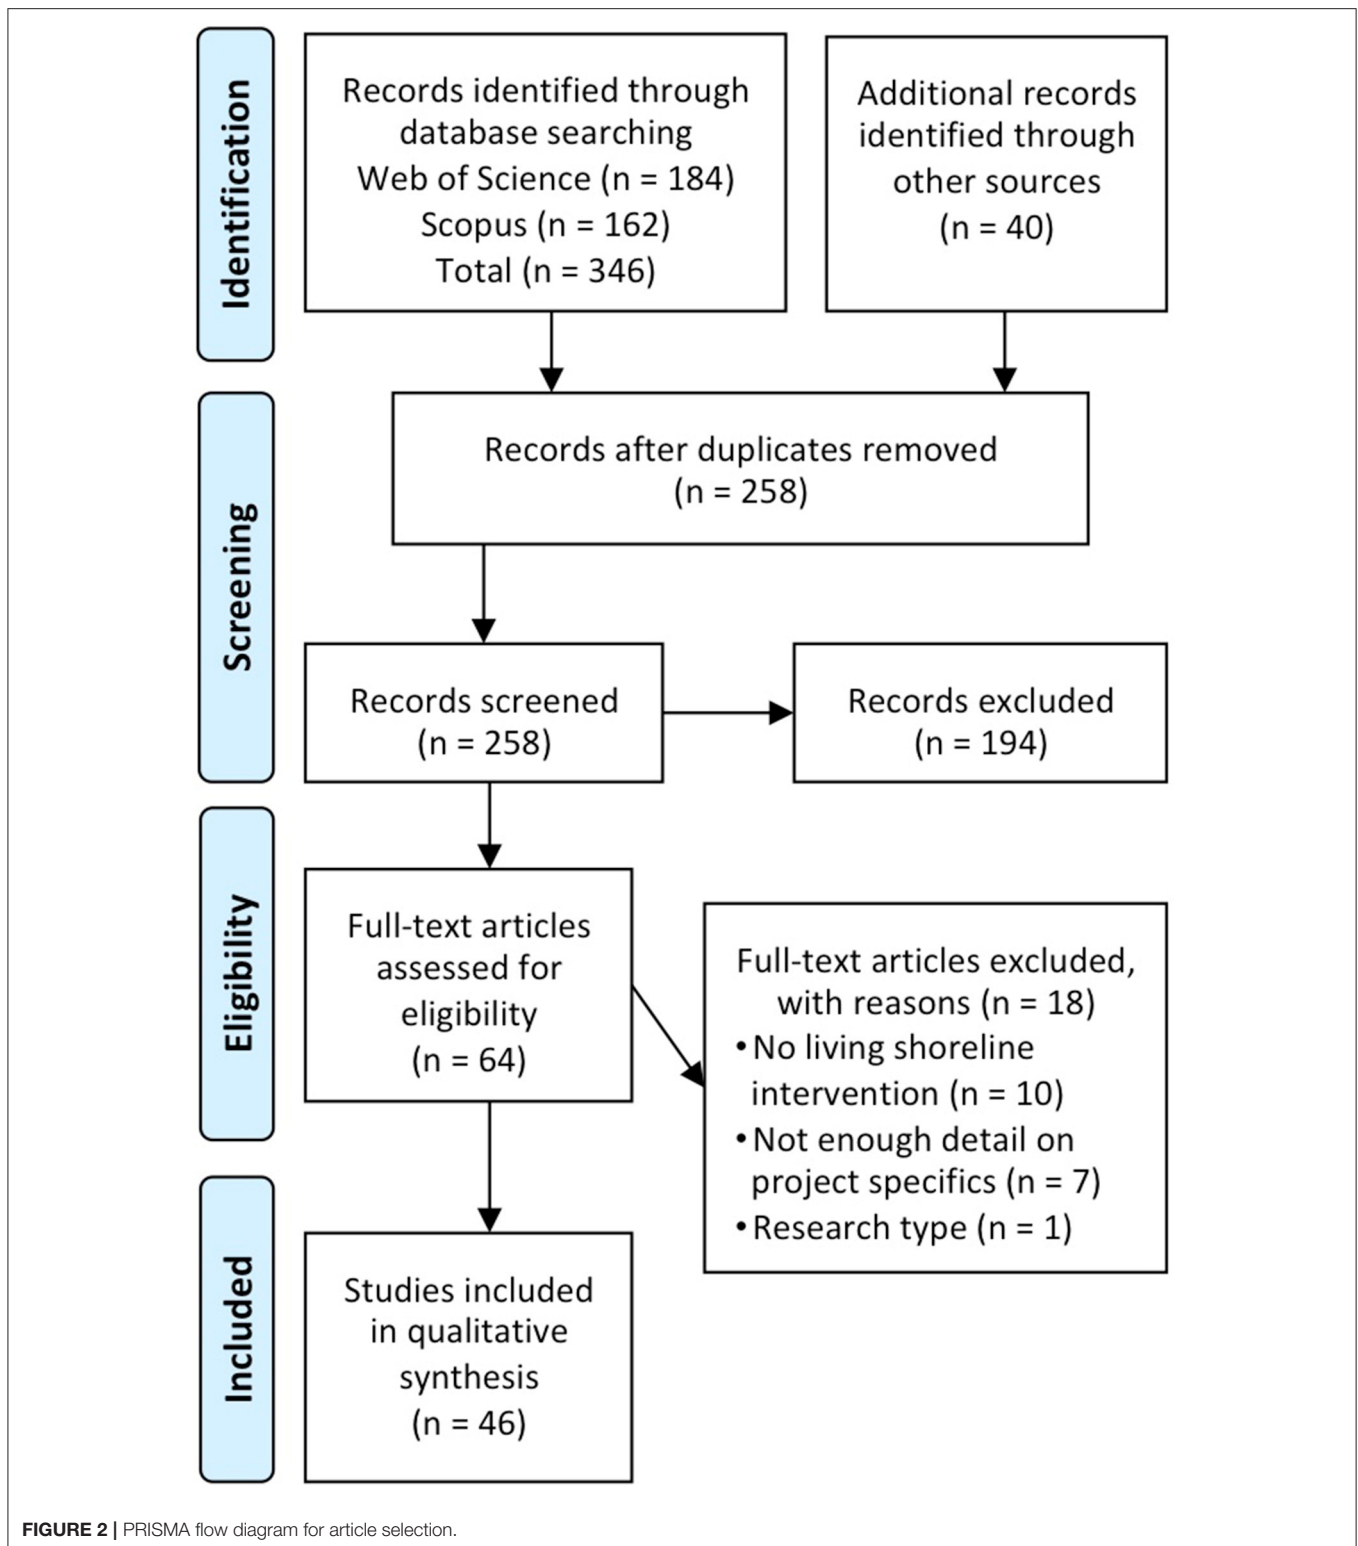 Identification
Records identified through
database searching
Web of Science (n = 184)
Scopus (n = 162)
Total (n = 346)
Additional records
identified through
other sources
(n = 40)
Screening
Records after duplicates removed
(n = 258)
Records screened
(n = 258)
Records excluded
(n = 194)
Eligibility
Full-text articles
assessed for
eligibility
(n = 64)
Full-text articles excluded,
with reasons (n = 18)
•No living shoreline
intervention (n = 10)
•Not enough detail on
project specifics (n = 7)
•Research type (n = 1)
Included
Studies included
in qualitative
synthesis
(n = 46)
FIGURE 2 | PRISMA flow diagram for article selection.